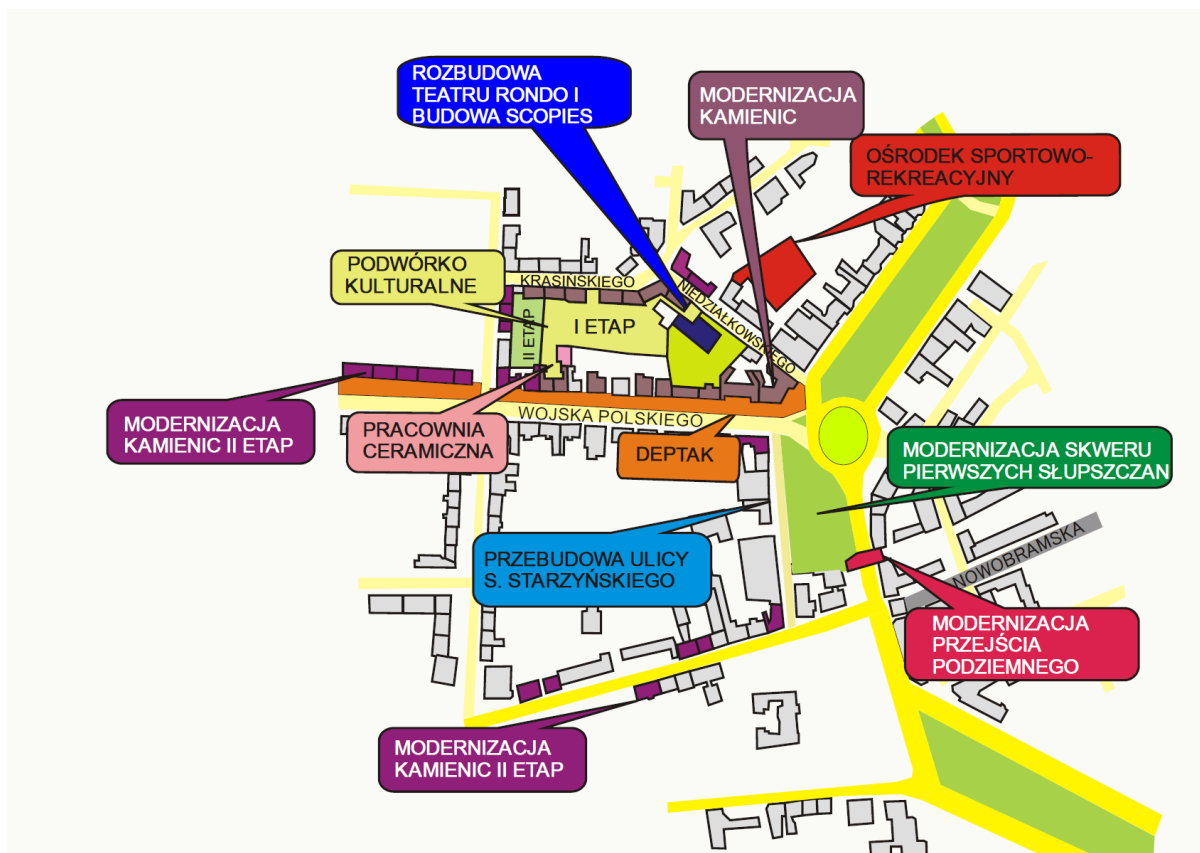 ROZBUDOWA
TEATRU RONDO I
BUDOWA SCOPIES
MODERNIZACJA
KAMIENIC
OŚRODEK SPORTOWO-
REKREACYJNY
PODWÓRKO
KULTURALNE
KRASIŃSKIEGO
NIEDZIAŁKOWSKIEGO
I ETAP
II ETAP
MODERNIZACJA
KAMIENIC II ETAP
PRACOWNIA
CERAMICZNA
WOJSKA POLSKIEGO
DEPTAK
MODERNIZACJA SKWERU
PIERWSZYCH SŁUPSZCZAN
PRZEBUDOWA ULICY
S. STARZYŃSKIEGO
NOWOBRAMSKA
MODERNIZACJA
PRZEJŚCIA
PODZIEMNEGO
MODERNIZACJA
KAMIENIC II ETAP